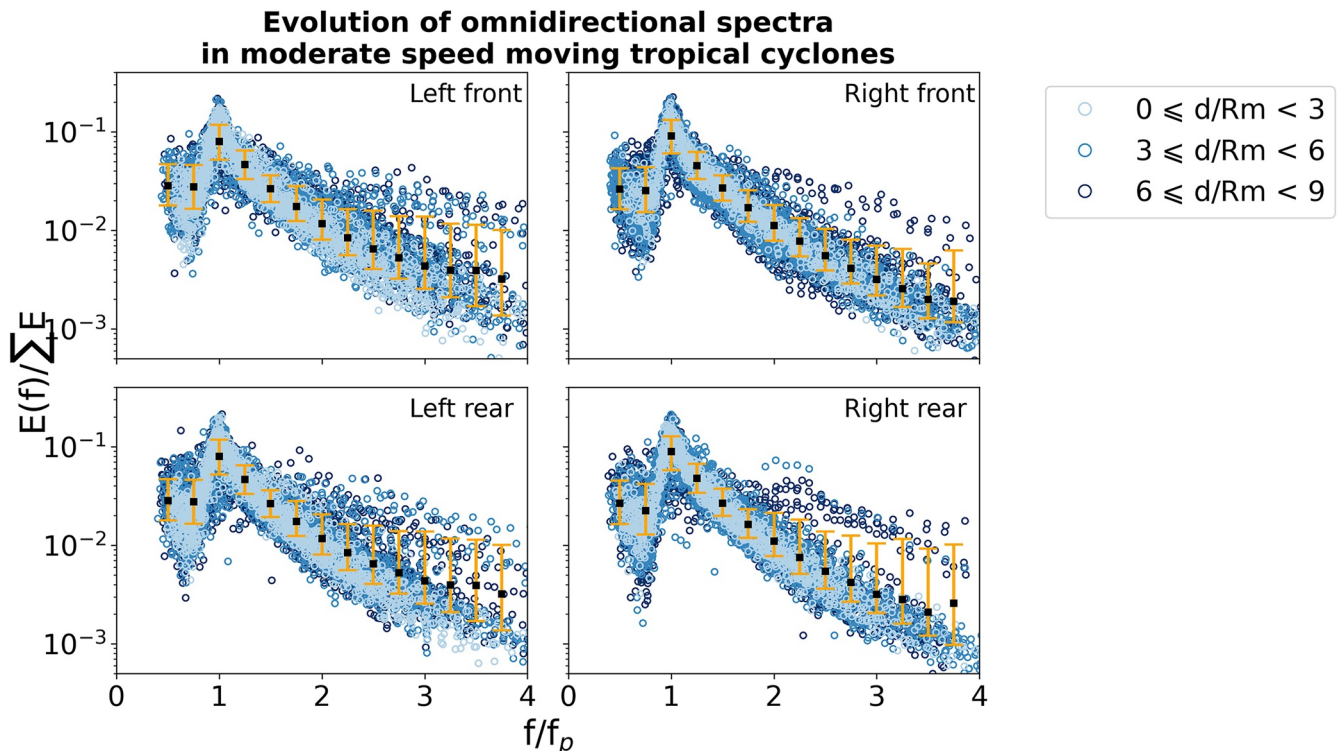 Evolution of omnidirectional spectra
in moderate speed moving tropical cyclones
Left front
Right front
0 ⩽ d/Rm < 3
3 ⩽ d/Rm < 6
6 ⩽ d/Rm < 9
10⁻¹
10⁻²
10⁻³
E(f)/∑E
Left rear
Right rear
10⁻¹
10⁻²
10⁻³
0 1 2 3 4
0 1 2 3 4
f/fₚ